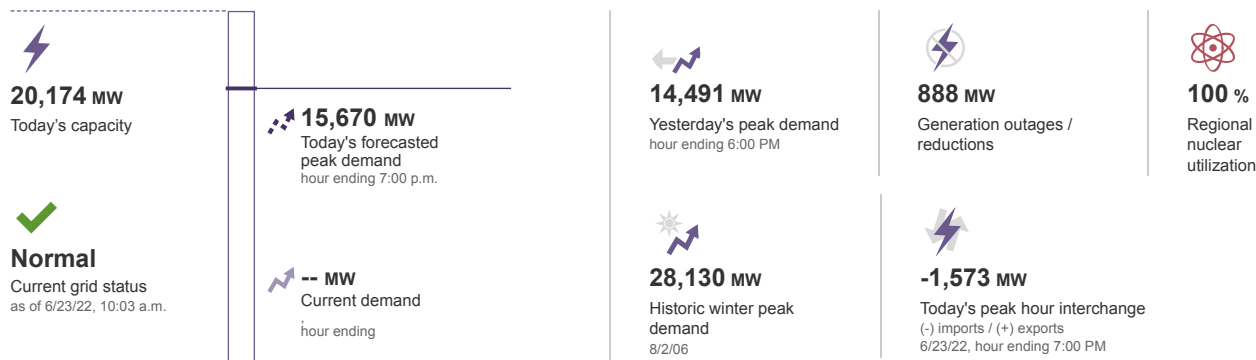 20,174 MW
Today's capacity
Normal
Current grid status
as of 6/23/22, 10:03 a.m.
15,670 MW
Today's forecasted
peak demand
hour ending 7:00 p.m.
-- MW
Current demand
,
hour ending
14,491 MW
Yesterday's peak demand
hour ending 6:00 PM
888 MW
Generation outages /
reductions
100 %
Regional
nuclear
utilization
28,130 MW
Historic winter peak
demand
8/2/06
-1,573 MW
Today's peak hour interchange
(-) imports / (+) exports
6/23/22, hour ending 7:00 PM